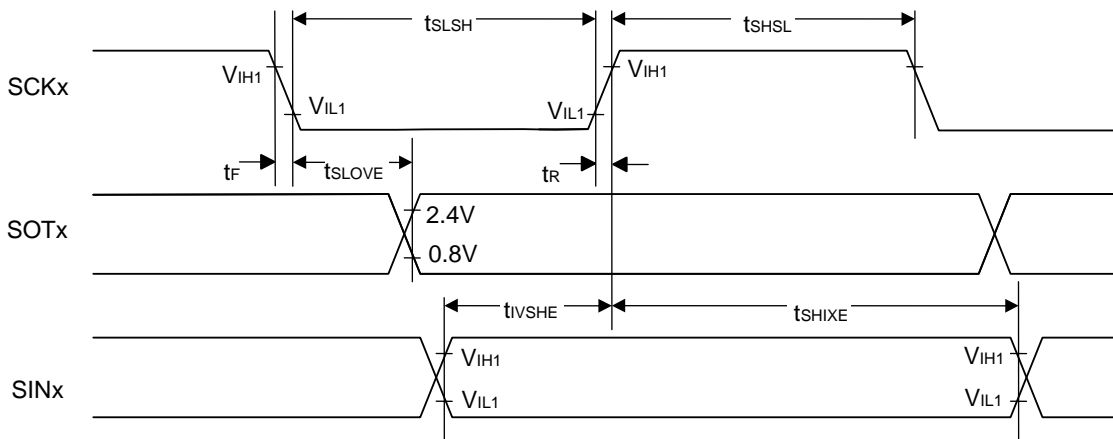 tSLSH tSHSL
SCKx VIH1 VIL1 VIL1 VIH1
tF tSLOVE tR
SOTx 2.4V
0.8V
tIVSHE tSHIXE
SINx VIH1 VIH1
VIL1 VIL1